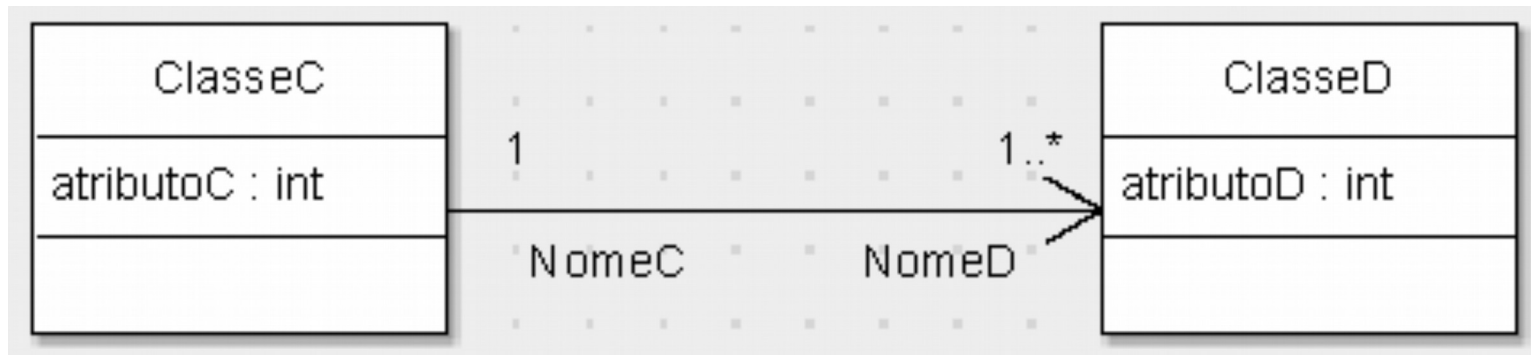 ClasseC
atributoC : int
1
1..*
NomeC
NomeD
ClasseD
atributoD : int